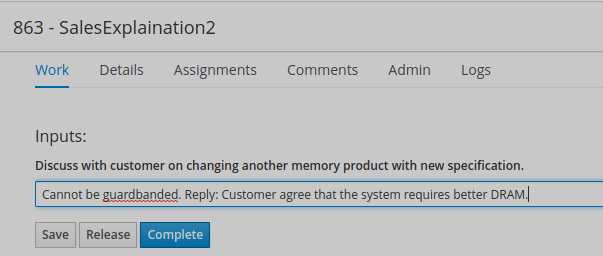 863 - SalesExplaination2
Work Details Assignments Comments Admin Logs
Inputs:
Discuss with customer on changing another memory product with new specification.
Cannot be guardbanded. Reply: Customer agree that the system requires better DRAM.
Save Release Complete